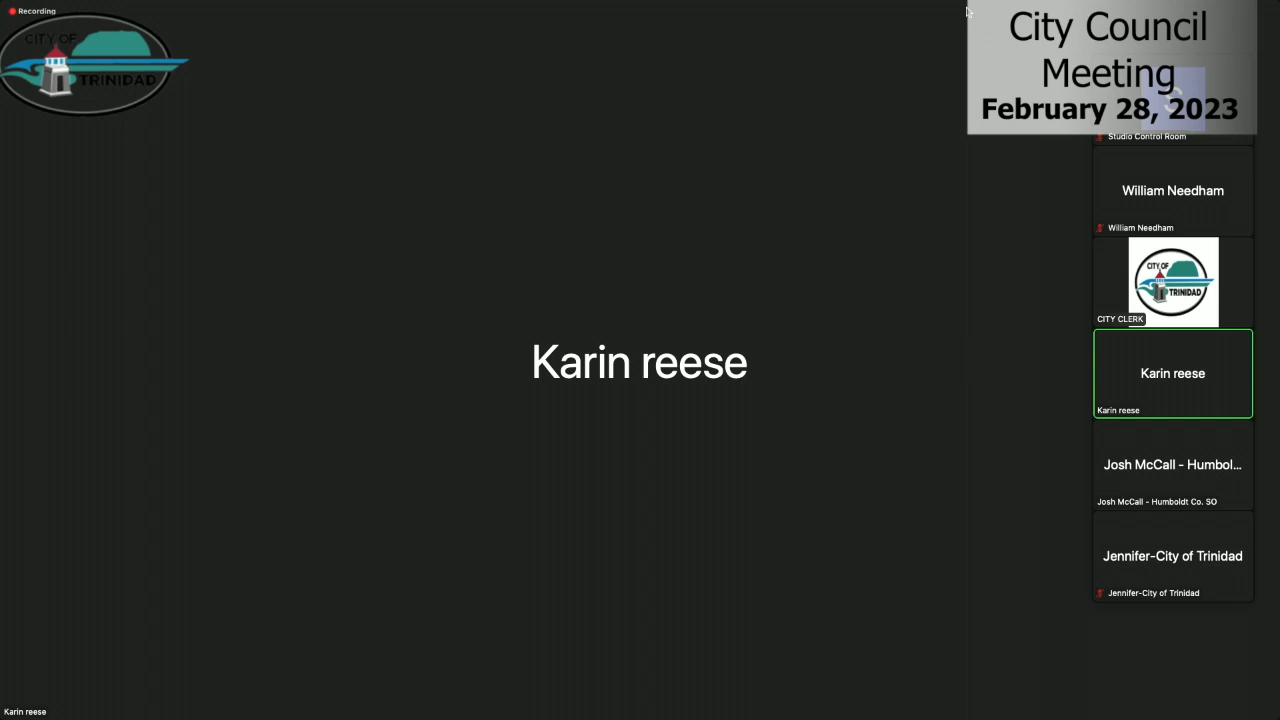 Recording
CITY OF
TRINIDAD
City Council
Meeting
February 28, 2023
S
Studio Control Room
William Needham
William Needham
CITY OF
TRINIDAD
CITY CLERK
Karin reese
Karin reese
Karin reese
Josh McCall - Humbol...
Josh McCall - Humboldt Co. SO
Jennifer-City of Trinidad
Jennifer-City of Trinidad
Karin reese